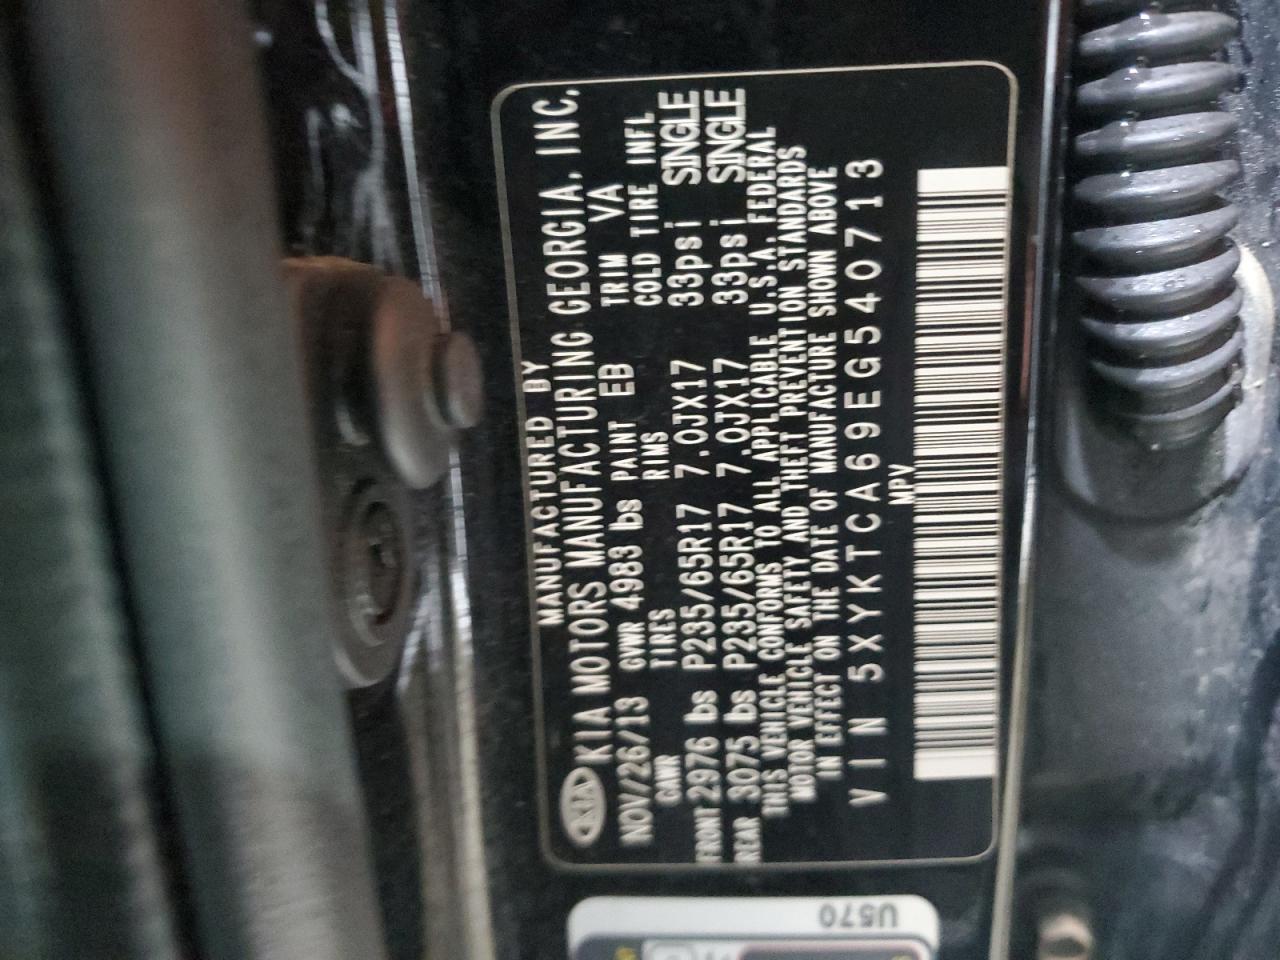 MANUFACTURED BY
KIA KIA MOTORS MANUFACTURING GEORGIA, INC.
NOV/26/13 GVWR 4983 lbs PAINT EB TRIM VA
GAWR TIRES RIMS COLD TIRE INFL
FRONT 2976 lbs P235/65R17 7.0JX17 33psi SINGLE
REAR 3075 lbs P235/65R17 7.0JX17 33psi SINGLE
THIS VEHICLE CONFORMS TO ALL APPLICABLE U.S.A. FEDERAL
MOTOR VEHICLE SAFETY AND THEFT PREVENTION STANDARDS
IN EFFECT ON THE DATE OF MANUFACTURE SHOWN ABOVE
VIN 5XYKTCA69EG540713
MPV
U570